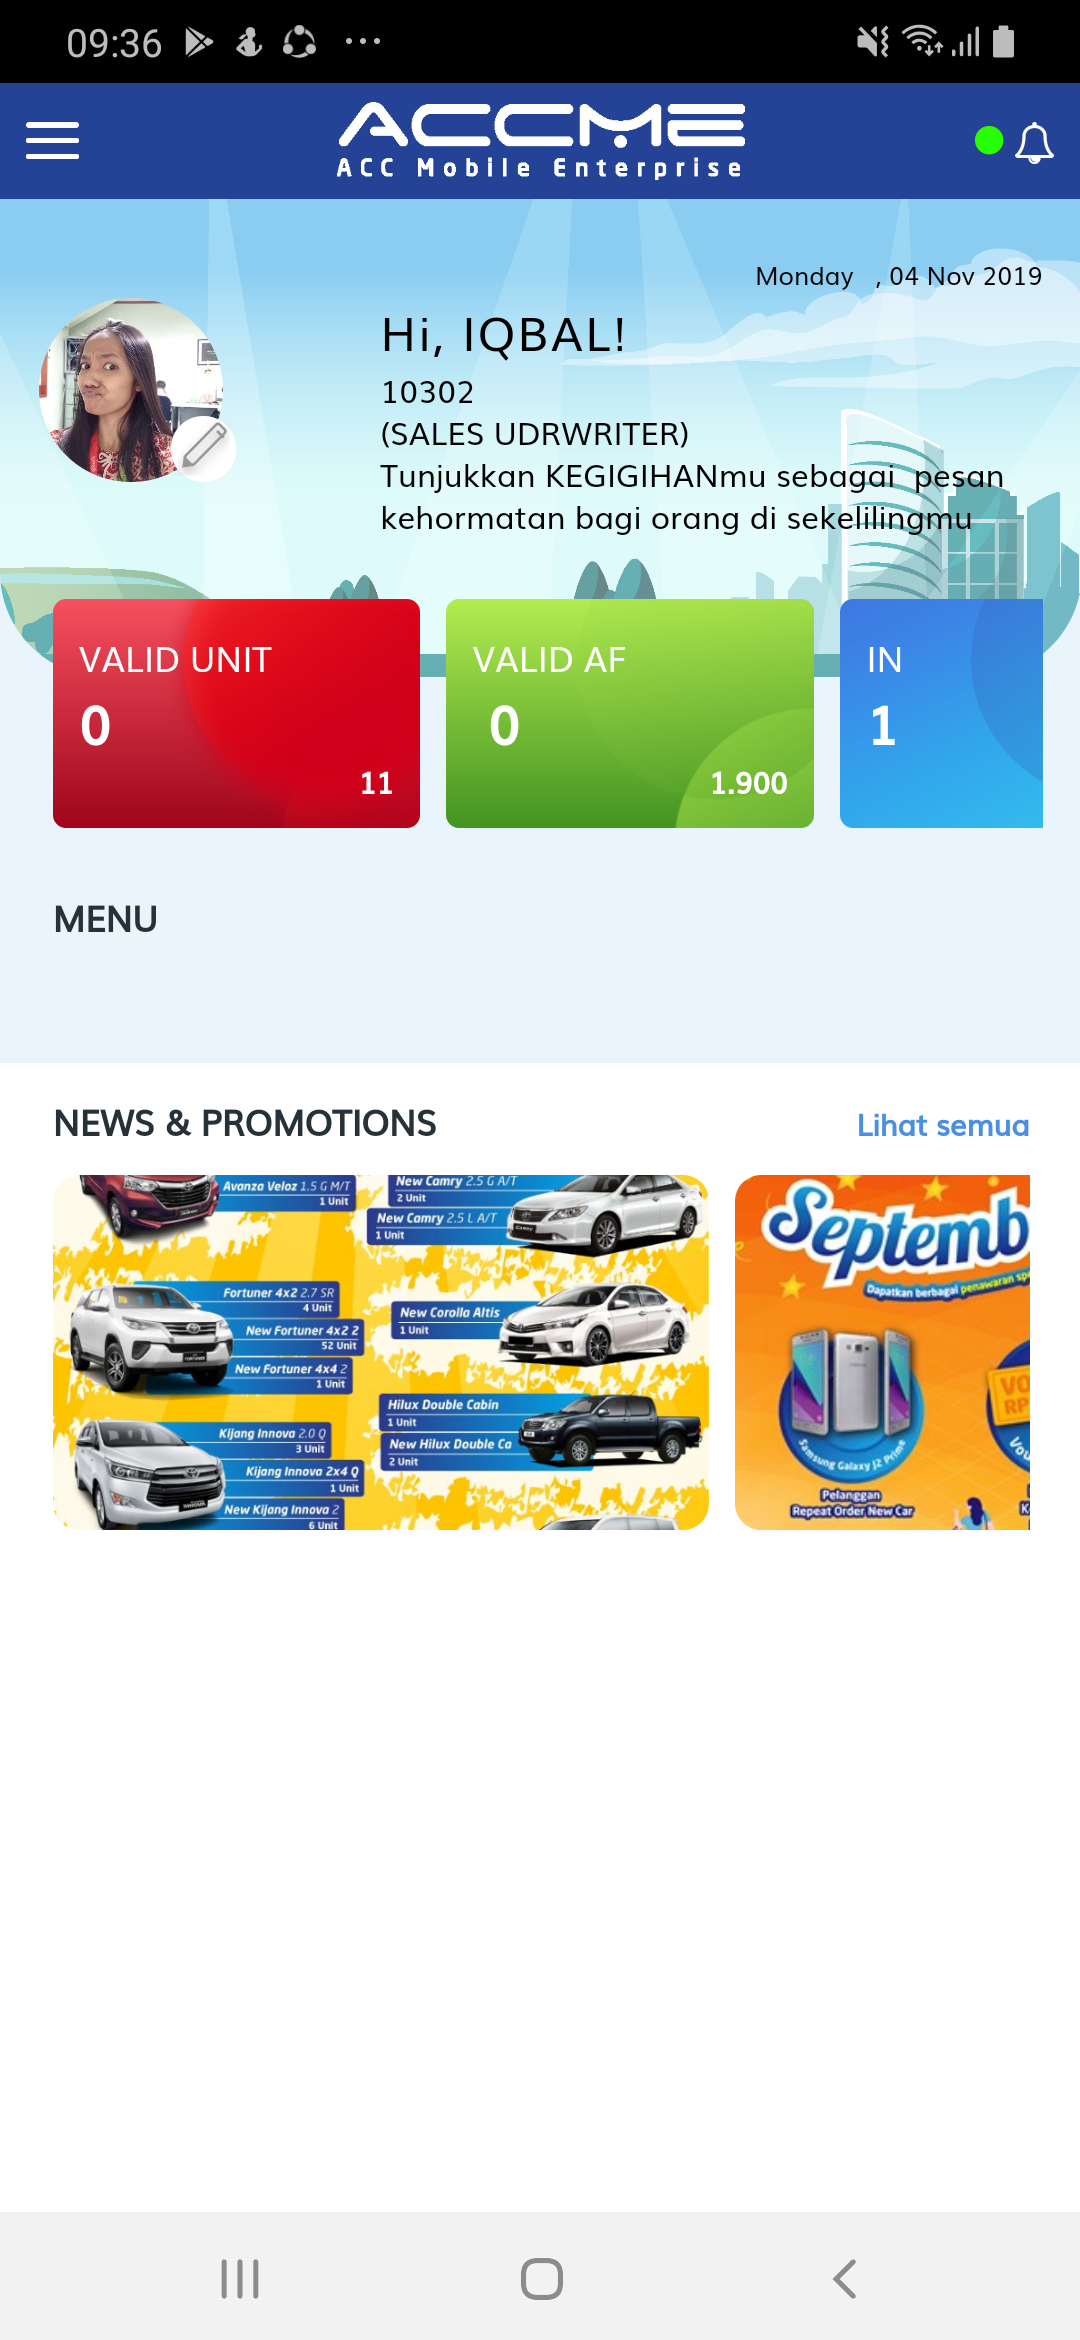 09:36
ACCME
ACC Mobile Enterprise
Monday , 04 Nov 2019
Hi, IQBAL!
10302
(SALES UDRWRITER)
Tunjukkan KEGIGIHANmu sebagai pesan
kehormatan bagi orang di sekelilingmu
VALID UNIT
0
11
VALID AF
0
1.900
IN
1
MENU
NEWS & PROMOTIONS
Lihat semua
Avanza Veloz 1.5 G M/T
1 Unit
New Camry 2.5 G A/T
2 Unit
New Camry 2.5 L A/T
1 Unit
Fortuner 4x2 2.7 SR
4 Unit
New Fortuner 4x2 2
52 Unit
New Fortuner 4x4 2
1 Unit
New Corolla Altis
1 Unit
Hilux Double Cabin
1 Unit
New Hilux Double Ca
2 Unit
Kijang Innova 2.0 Q
3 Unit
Kijang Innova 2x4 Q
1 Unit
New Kijang Innova 2
6 Unit
Septemb
Dapatkan berbagai penawaran spe
Samsung Galaxy J2 Prime
Pelanggan
Repeat Order New Car
VO
RP
Vou